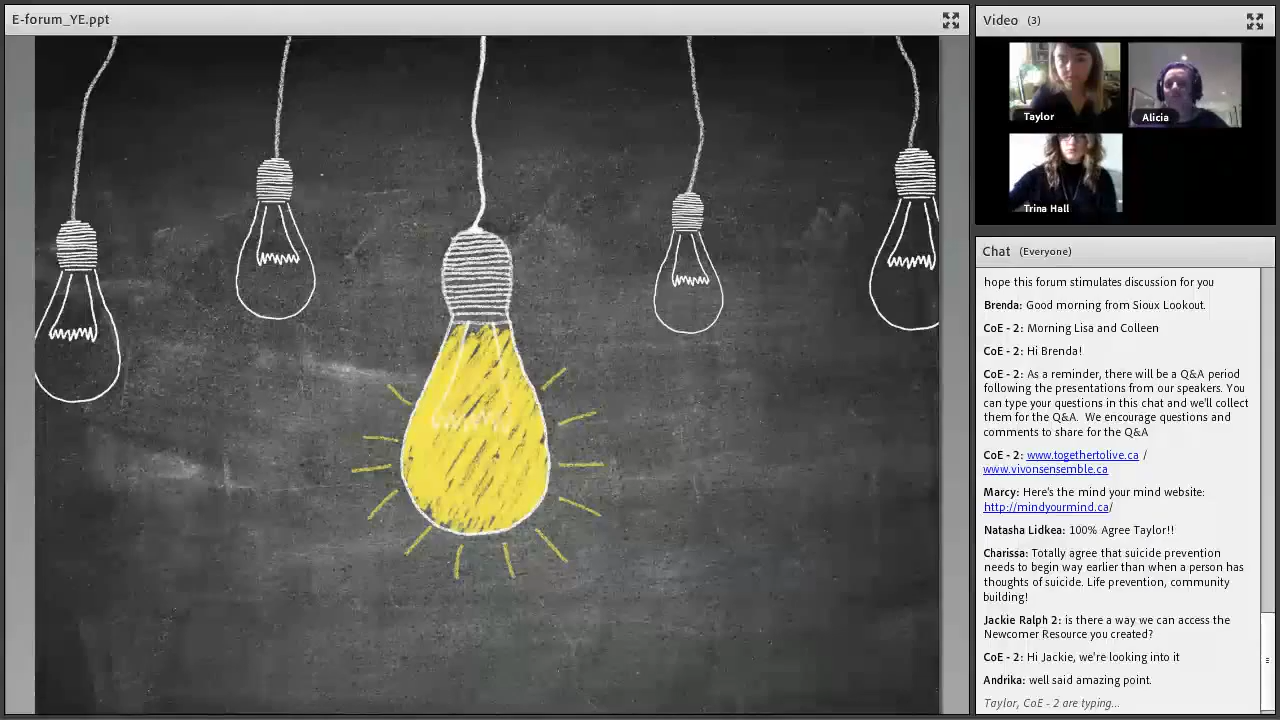 E-forum_YE.ppt
Video (3)
Taylor
Alicia
Trina Hall
Chat (Everyone)
hope this forum stimulates discussion for you
Brenda: Good morning from Sioux Lookout
CoE - 2: Morning Lisa and Colleen
CoE - 2: Hi Brenda!
CoE - 2: As a reminder, there will be a Q&A period
following the presentations from our speakers. You
can type your questions in this chat and we'll collect
them for the Q&A. We encourage questions and
comments to share for the Q&A
CoE - 2: www.togethertolive.ca /
www.vivonsensemble.ca
Marcy: Here's the mind your mind website:
http://mindyourmind.ca/
Natasha Lidkea: 100% Agree Taylor!!
Charissa: Totally agree that suicide prevention
needs to begin way earlier than when a person has
thoughts of suicide. Life prevention, community
building!
Jackie Ralph 2: is there a way we can access the
Newcomer Resource you created?
CoE - 2: Hi Jackie, we're looking into it
Andrika: well said amazing point.
Taylor, CoE - 2 are typing...